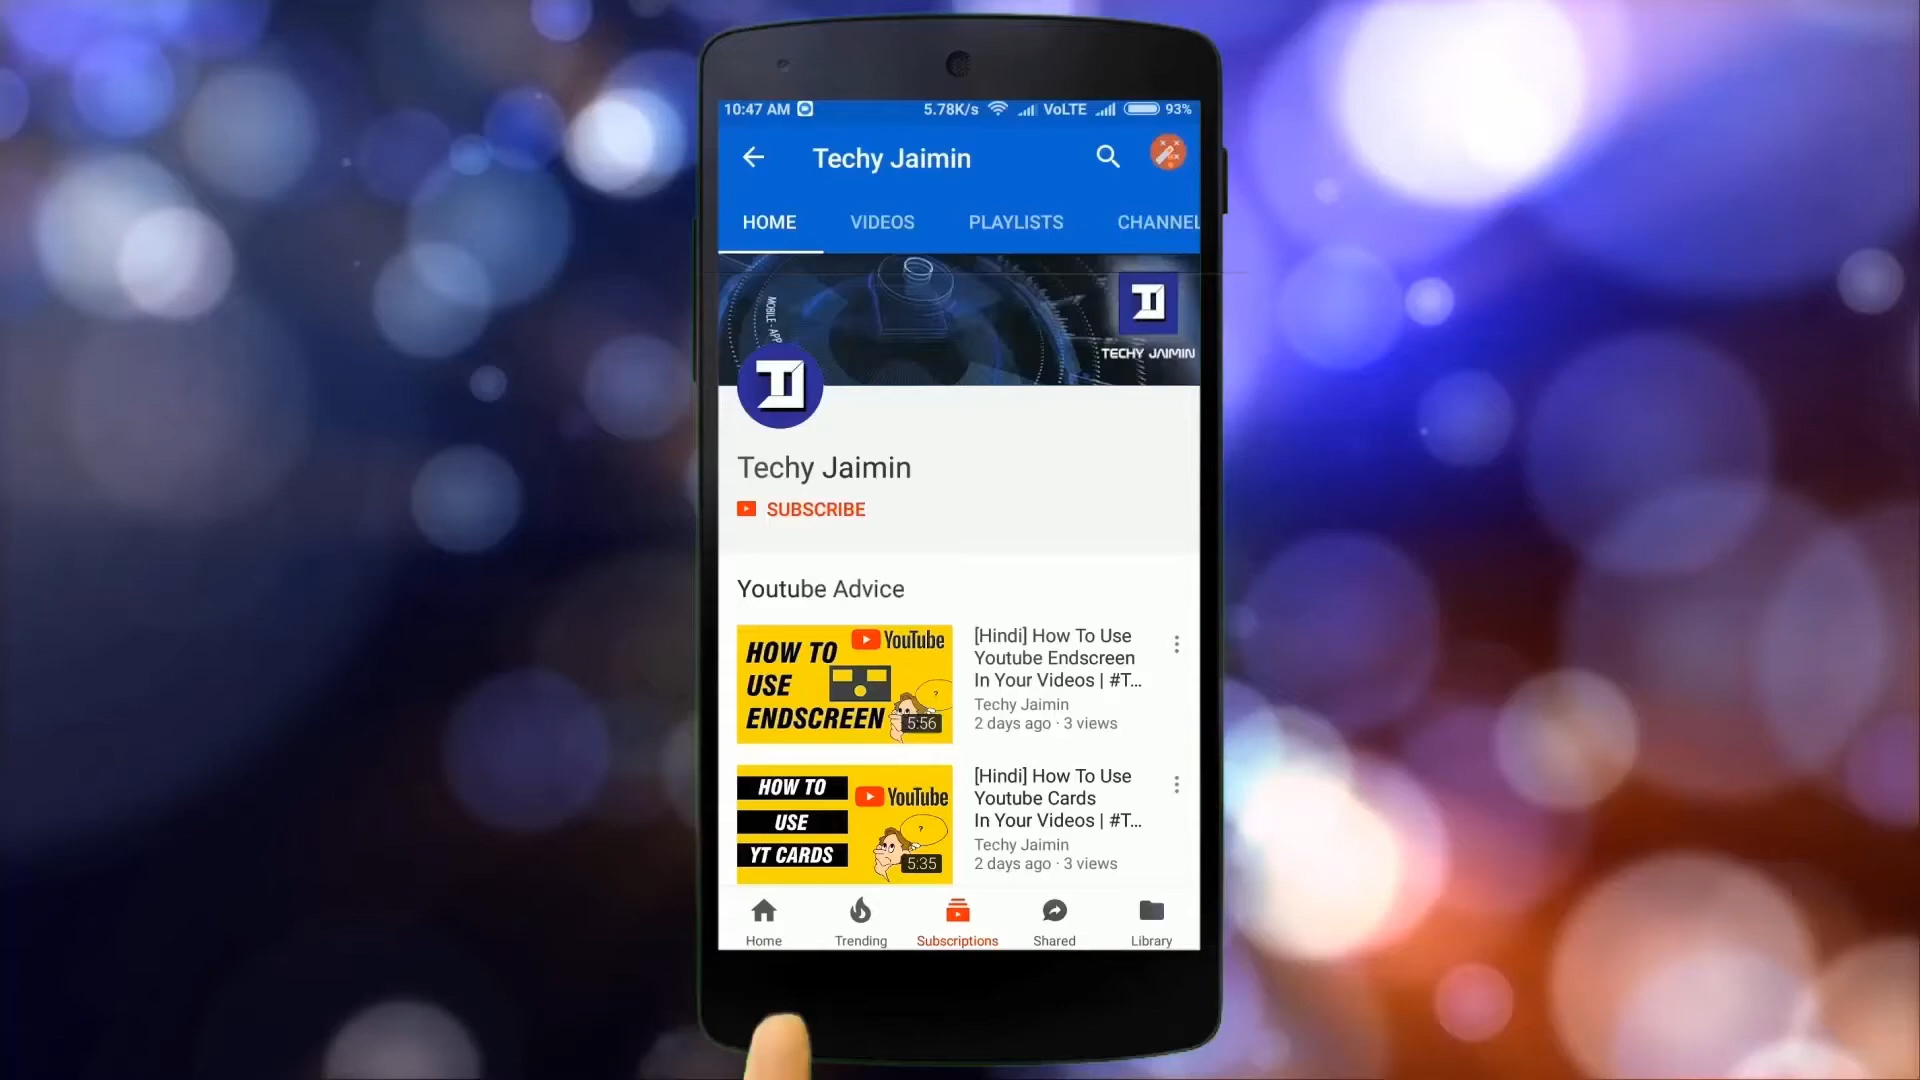 10:47 AM 5.78K/s VoLTE 93%
Techy Jaimin
HOME VIDEOS PLAYLISTS CHANNEL
MOBILE - APP
TECHY JAIMIN
Techy Jaimin
SUBSCRIBE
Youtube Advice
HOW TO
USE
ENDSCREEN
YouTube
?
5:56
[Hindi] How To Use
Youtube Endscreen
In Your Videos | #T...
Techy Jaimin
2 days ago · 3 views
HOW TO
USE
YT CARDS
YouTube
?
5:35
[Hindi] How To Use
Youtube Cards
In Your Videos | #T...
Techy Jaimin
2 days ago · 3 views
Home Trending Subscriptions Shared Library